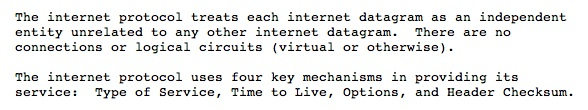 The internet protocol treats each internet datagram as an independent
entity unrelated to any other internet datagram.  There are no
connections or logical circuits (virtual or otherwise).
The internet protocol uses four key mechanisms in providing its
service:  Type of Service, Time to Live, Options, and Header Checksum.